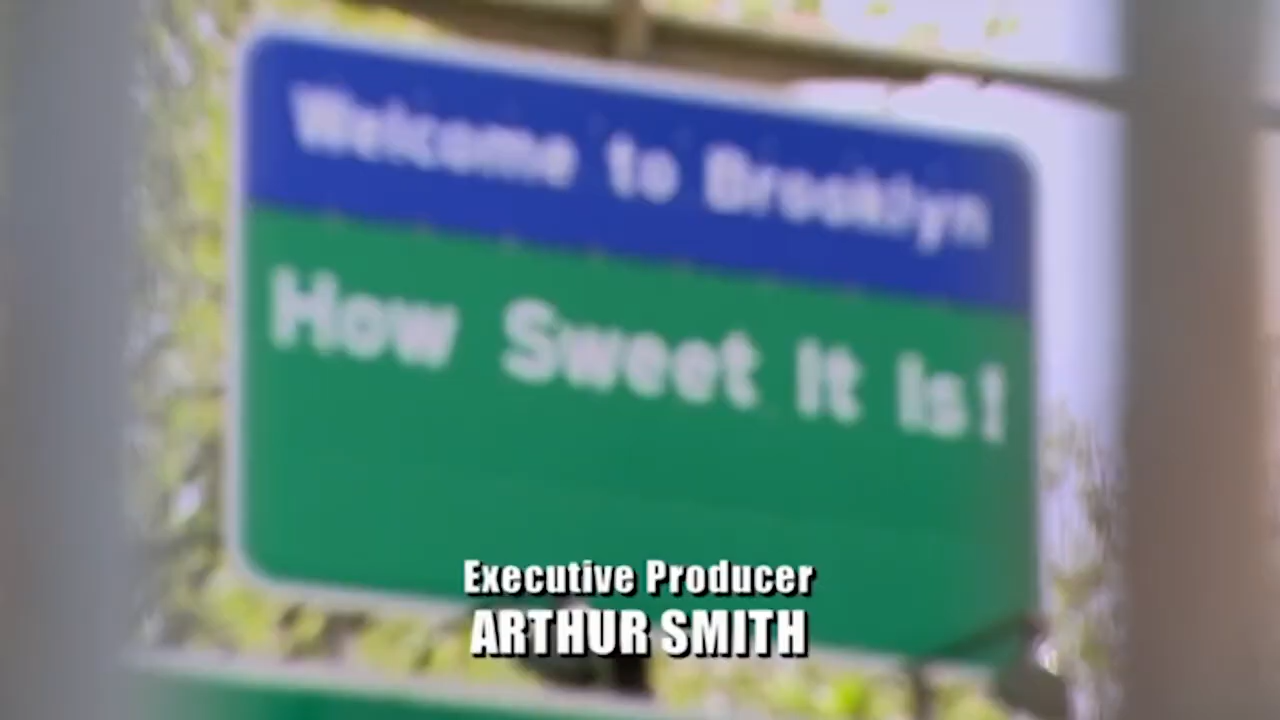 Welcome to Brooklyn
How Sweet It Is!
Executive Producer
ARTHUR SMITH